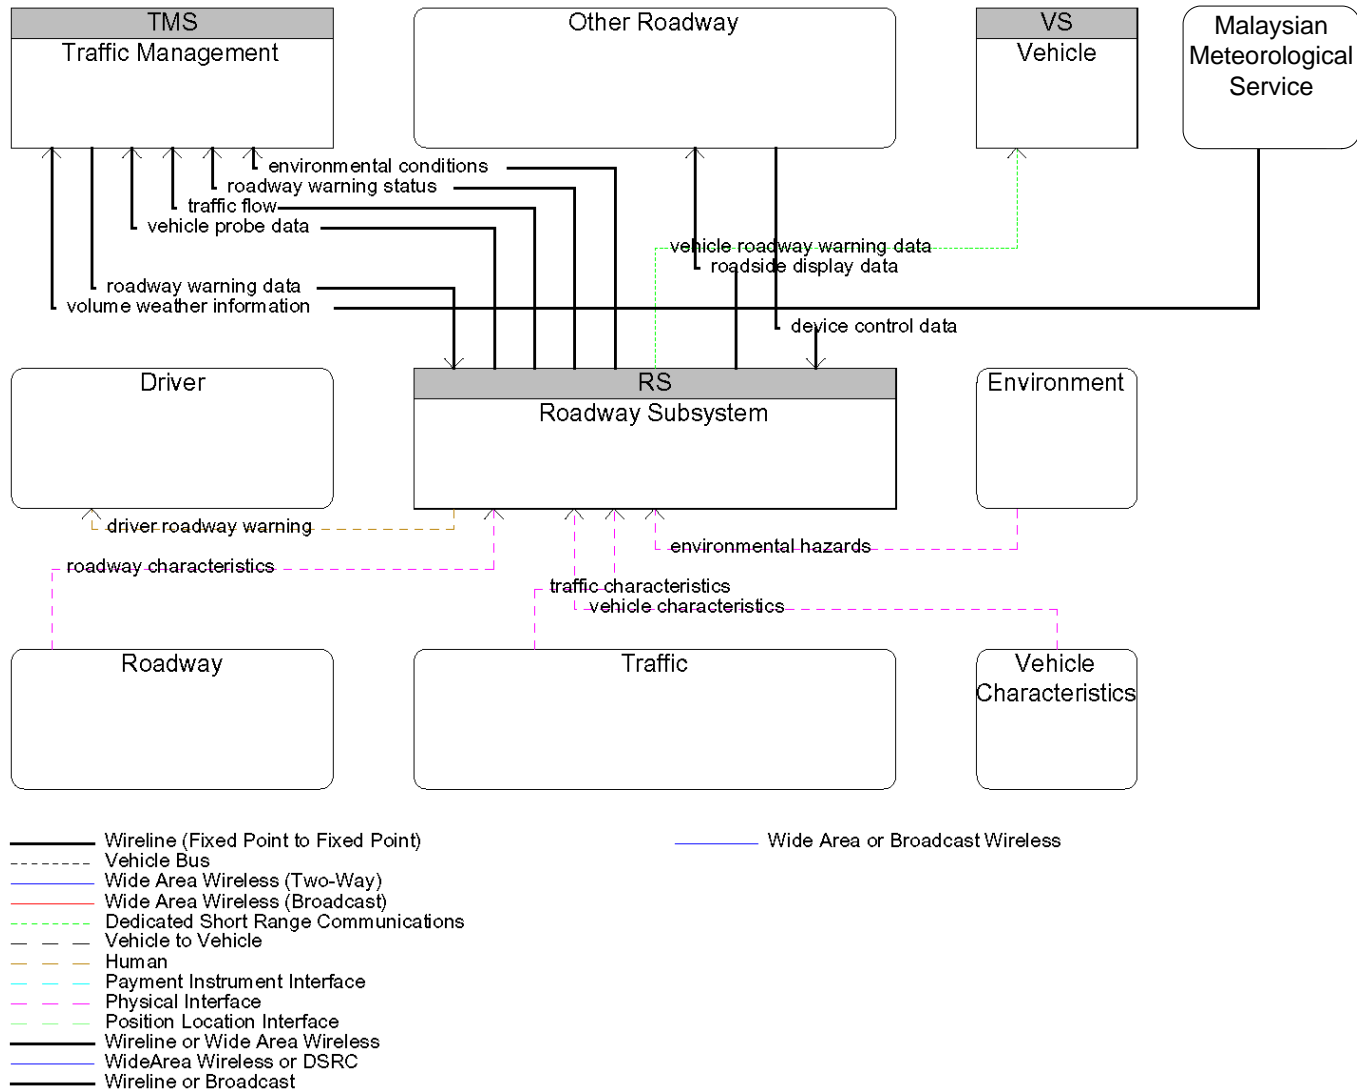 TMS
Traffic Management
Other Roadway
VS
Vehicle
Malaysian
Meteorological
Service
environmental conditions
roadway warning status
traffic flow
vehicle probe data
vehicle roadway warning data
roadside display data
roadway warning data
volume weather information
device control data
Driver
RS
Roadway Subsystem
Environment
driver roadway warning
environmental hazards
roadway characteristics
traffic characteristics
vehicle characteristics
Roadway
Traffic
Vehicle
Characteristics
Wireline (Fixed Point to Fixed Point)
Vehicle Bus
Wide Area Wireless (Two-Way)
Wide Area Wireless (Broadcast)
Dedicated Short Range Communications
Vehicle to Vehicle
Human
Payment Instrument Interface
Physical Interface
Position Location Interface
Wireline or Wide Area Wireless
WideArea Wireless or DSRC
Wireline or Broadcast
Wide Area or Broadcast Wireless